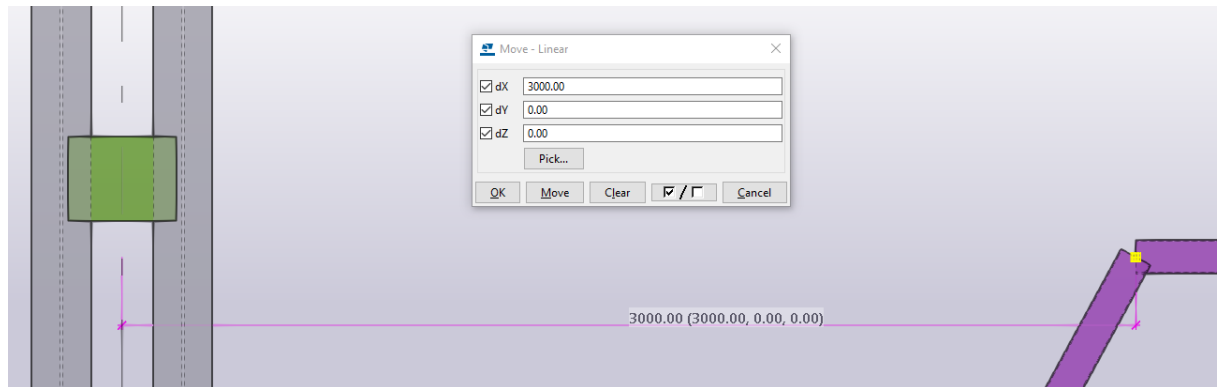 Move - Linear
dX 3000.00
dY 0.00
dZ 0.00
Pick...
OK Move Clear / Cancel
3000.00 (3000.00, 0.00, 0.00)